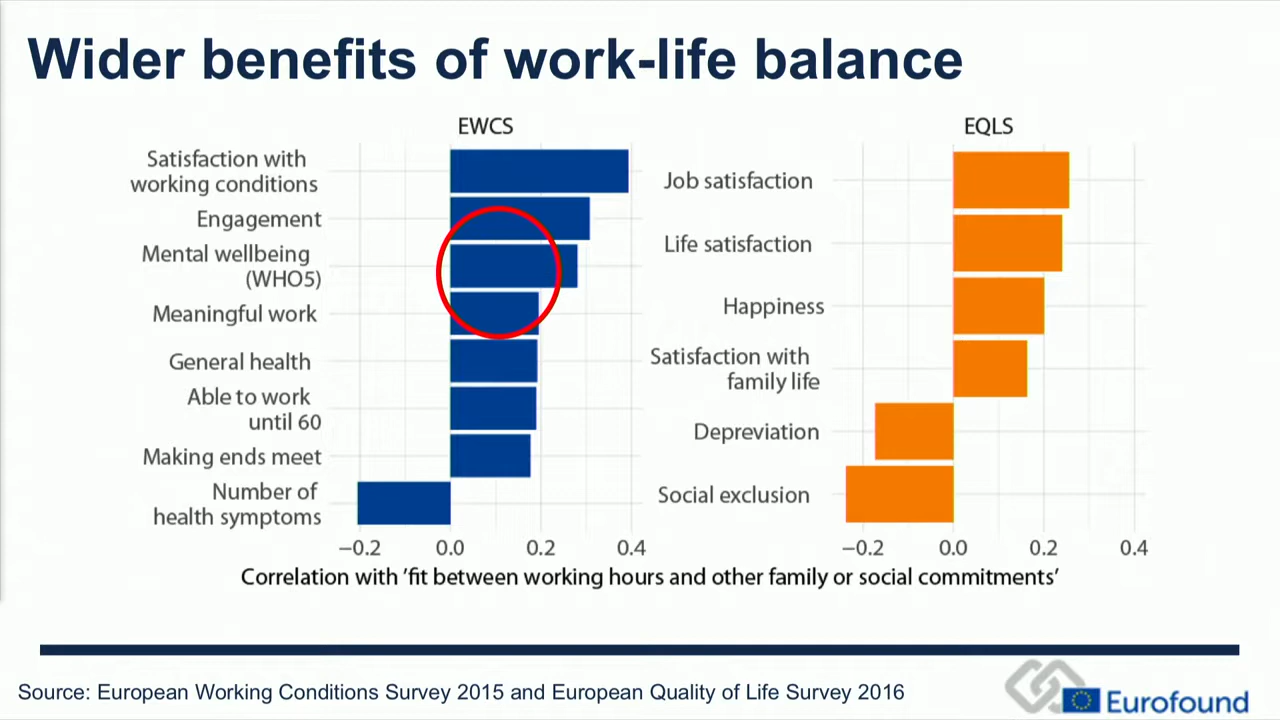 Wider benefits of work-life balance
EWCS
Satisfaction with
working conditions
Engagement
Mental wellbeing
(WHO5)
Meaningful work
General health
Able to work
until 60
Making ends meet
Number of
health symptoms
−0.2 0.0 0.2 0.4
EQLS
Job satisfaction
Life satisfaction
Happiness
Satisfaction with
family life
Depreviation
Social exclusion
−0.2 0.0 0.2 0.4
Correlation with 'fit between working hours and other family or social commitments'
Source: European Working Conditions Survey 2015 and European Quality of Life Survey 2016
Eurofound